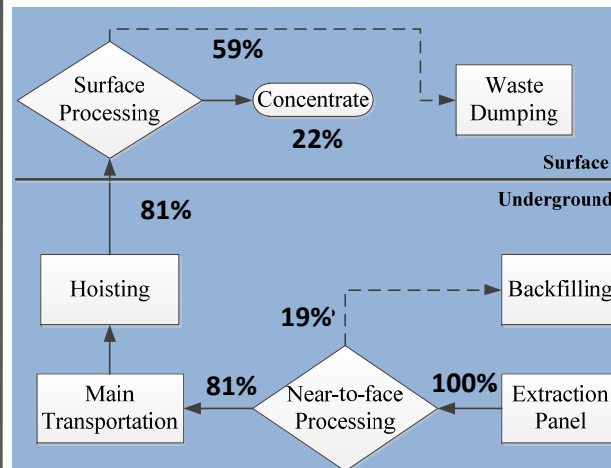 59%
Surface
Processing
Concentrate
22%
Waste
Dumping
Surface
Underground
81%
Hoisting
Backfilling
19%
Main
Transportation
81%
Near-to-face
Processing
100%
Extraction
Panel